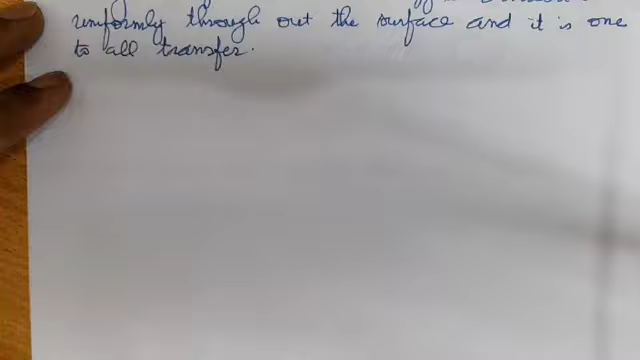 uniformly through out the surface and it is one
to all transfer.